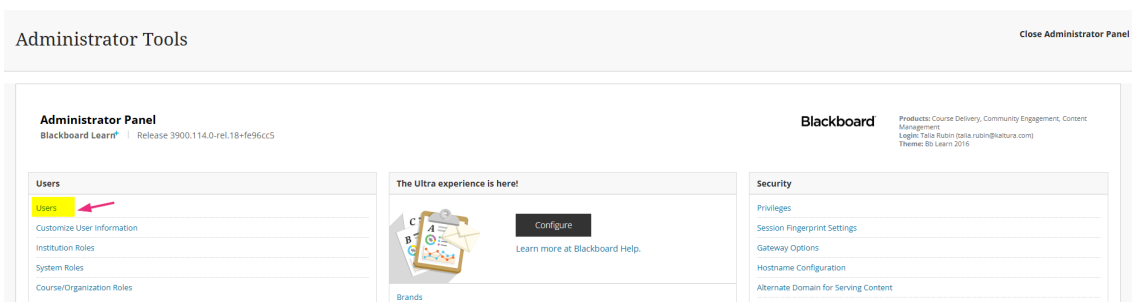 Administrator Tools
Close Administrator Panel
Administrator Panel
Blackboard Learn+ | Release 3900.114.0-rel.18+fe96cc5
Blackboard
Products: Course Delivery, Community Engagement, Content
Management
Login: Talia Rubin (talia.rubin@kaltura.com)
Theme: Bb Learn 2016
Users
Users
Customize User Information
Institution Roles
System Roles
Course/Organization Roles
The Ultra experience is here!
C
A
B
Configure
Learn more at Blackboard Help.
Brands
Security
Privileges
Session Fingerprint Settings
Gateway Options
Hostname Configuration
Alternate Domain for Serving Content